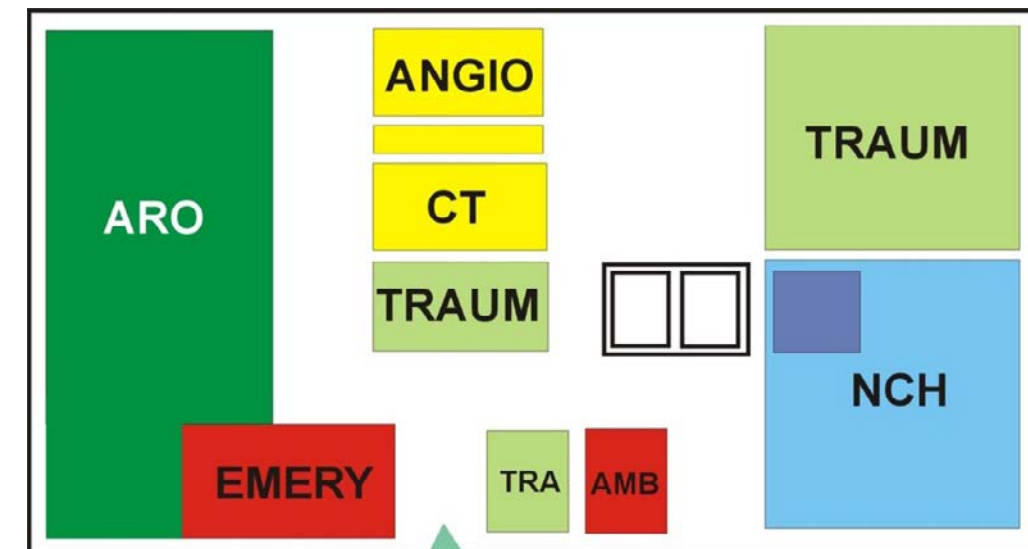 ANGIO
TRAUM
ARO
CT
TRAUM
NCH
EMERY
TRA
AMB